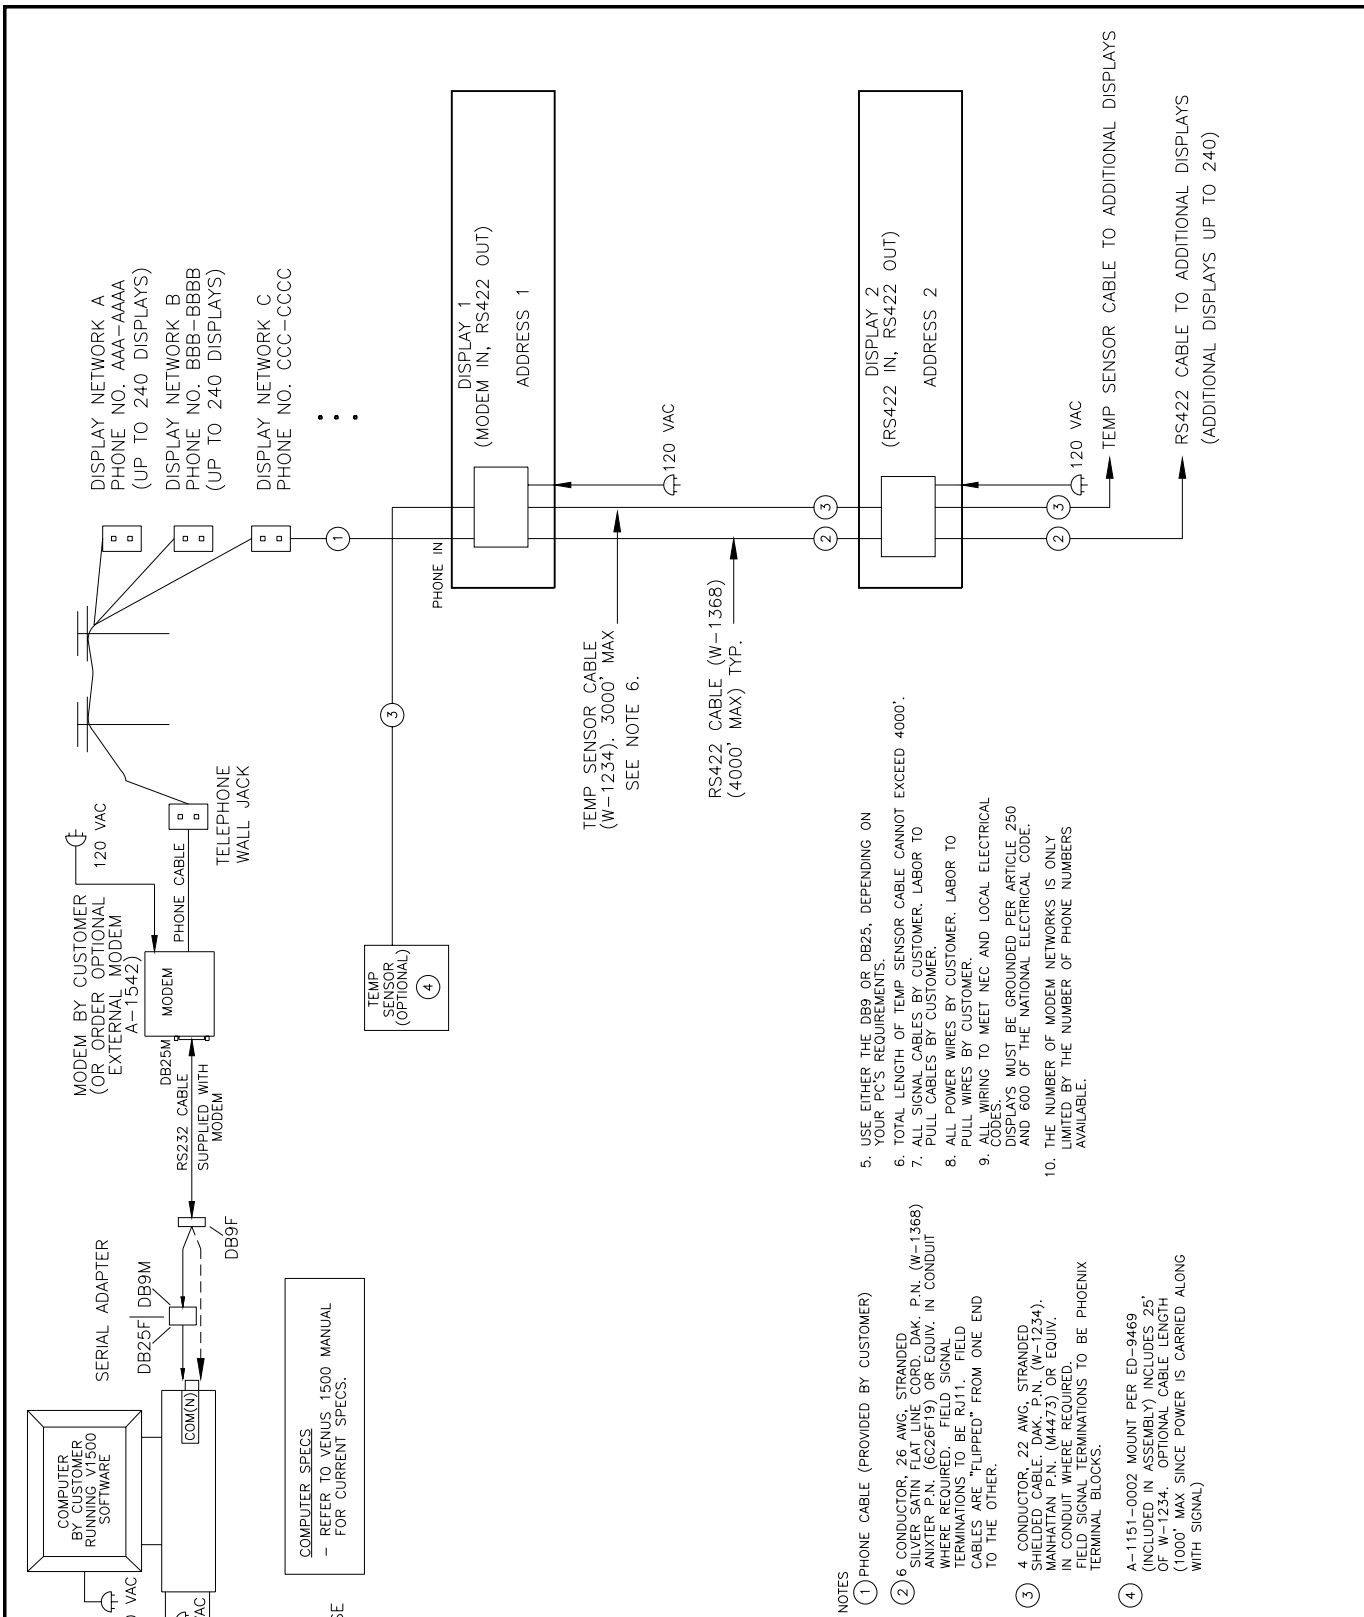 COMPUTER
BY CUSTOMER
RUNNING V1500
SOFTWARE
VAC
VAC
COM(N)
SERIAL ADAPTER
DB25F
DB9M
DB9F
COMPUTER SPECS
- REFER TO VENUS 1500 MANUAL
FOR CURRENT SPECS.
MODEM BY CUSTOMER
(OR ORDER OPTIONAL
EXTERNAL MODEM
A-1542)
DB25M
RS232 CABLE
SUPPLIED WITH
MODEM
MODEM
120 VAC
PHONE CABLE
TELEPHONE
WALL JACK
DISPLAY NETWORK A
PHONE NO. AAA-AAAA
(UP TO 240 DISPLAYS)
DISPLAY NETWORK B
PHONE NO. BBB-BBBB
(UP TO 240 DISPLAYS)
DISPLAY NETWORK C
PHONE NO. CCC-CCCC
1
TEMP
SENSOR
(OPTIONAL)
4
3
PHONE IN
DISPLAY 1
(MODEM IN, RS422 OUT)
ADDRESS 1
120 VAC
TEMP SENSOR CABLE
(W-1234). 3000' MAX
SEE NOTE 6.
RS422 CABLE (W-1368)
(4000' MAX) TYP.
3
2
DISPLAY 2
(RS422 IN, RS422 OUT)
ADDRESS 2
120 VAC
3
2
TEMP SENSOR CABLE TO ADDITIONAL DISPLAYS
RS422 CABLE TO ADDITIONAL DISPLAYS
(ADDITIONAL DISPLAYS UP TO 240)
NOTES
1 PHONE CABLE (PROVIDED BY CUSTOMER)
2 6 CONDUCTOR, 26 AWG, STRANDED
SILVER SATIN FLAT LINE CORD. DAK. P.N. (W-1368)
ANIXTER P.N. (6C26F19) OR EQUIV. IN CONDUIT
WHERE REQUIRED. FIELD SIGNAL
TERMINATIONS TO BE RJ11. FIELD
CABLES ARE "FLIPPED" FROM ONE END
TO THE OTHER.
3 4 CONDUCTOR, 22 AWG, STRANDED
SHIELDED CABLE. DAK. P.N. (W-1234).
MANHATTAN P.N. (M4473) OR EQUIV.
IN CONDUIT WHERE REQUIRED.
FIELD SIGNAL TERMINATIONS TO BE PHOENIX
TERMINAL BLOCKS.
4 A-1151-0002 MOUNT PER ED-9469
(INCLUDED IN ASSEMBLY) INCLUDES 25'
OF W-1234. OPTIONAL CABLE LENGTH
(1000' MAX SINCE POWER IS CARRIED ALONG
WITH SIGNAL)
5. USE EITHER THE DB9 OR DB25, DEPENDING ON
YOUR PC'S REQUIREMENTS.
6. TOTAL LENGTH OF TEMP SENSOR CABLE CANNOT EXCEED 4000'.
7. ALL SIGNAL CABLES BY CUSTOMER. LABOR TO
PULL CABLES BY CUSTOMER.
8. ALL POWER WIRES BY CUSTOMER. LABOR TO
PULL WIRES BY CUSTOMER.
9. ALL WIRING TO MEET NEC AND LOCAL ELECTRICAL
CODES.
DISPLAYS MUST BE GROUNDED PER ARTICLE 250
AND 600 OF THE NATIONAL ELECTRICAL CODE.
10. THE NUMBER OF MODEM NETWORKS IS ONLY
LIMITED BY THE NUMBER OF PHONE NUMBERS
AVAILABLE.